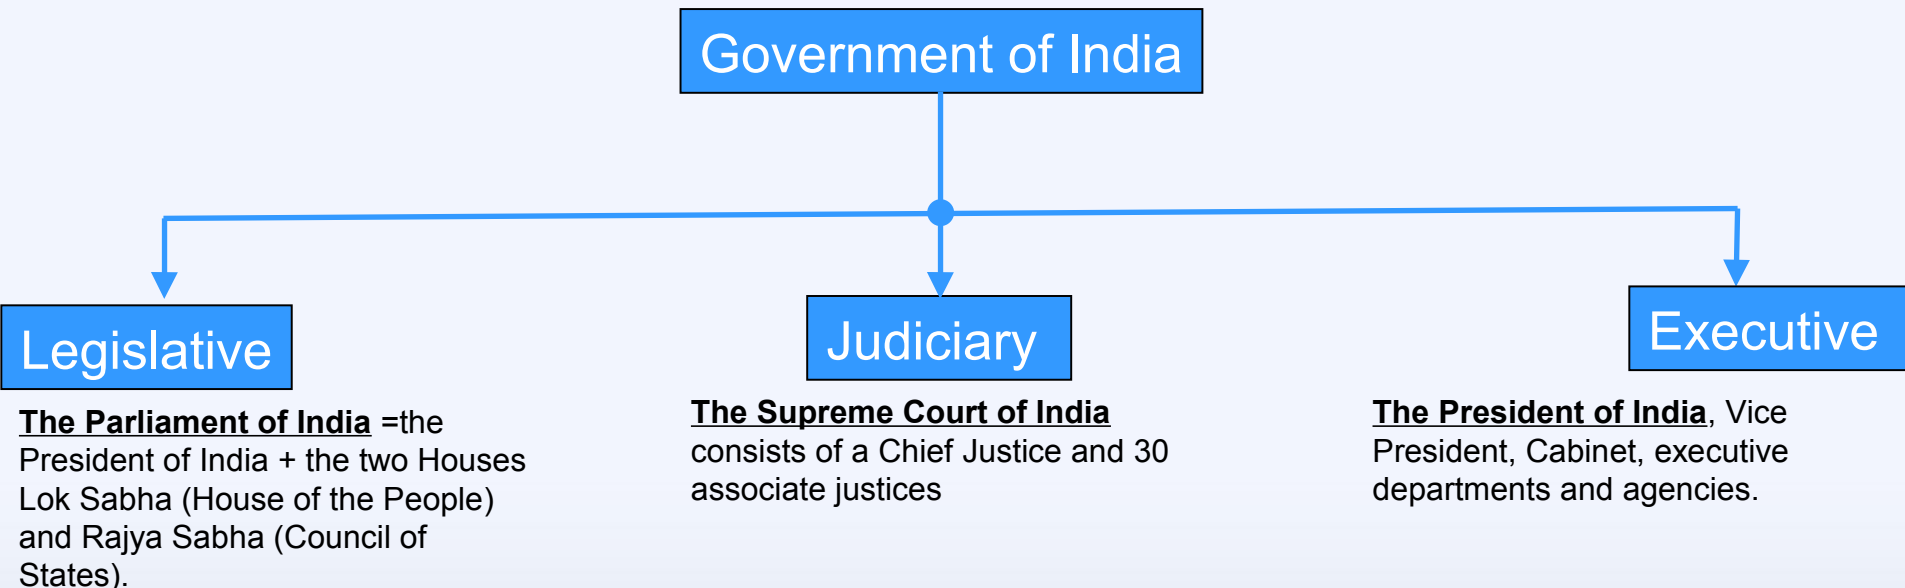 Government of India
Legislative
Judiciary
Executive
The Parliament of India =the
President of India + the two Houses
Lok Sabha (House of the People)
and Rajya Sabha (Council of
States).
The Supreme Court of India
consists of a Chief Justice and 30
associate justices
The President of India, Vice
President, Cabinet, executive
departments and agencies.